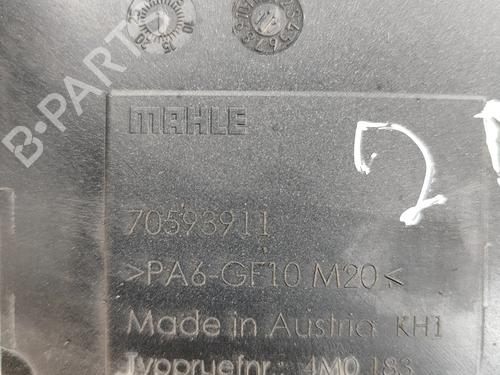 B-PARTS
MAHLE
70593911
>PA6-GF10 M20<
Made in Austria KH1
Typpruefnr. 4M0 183